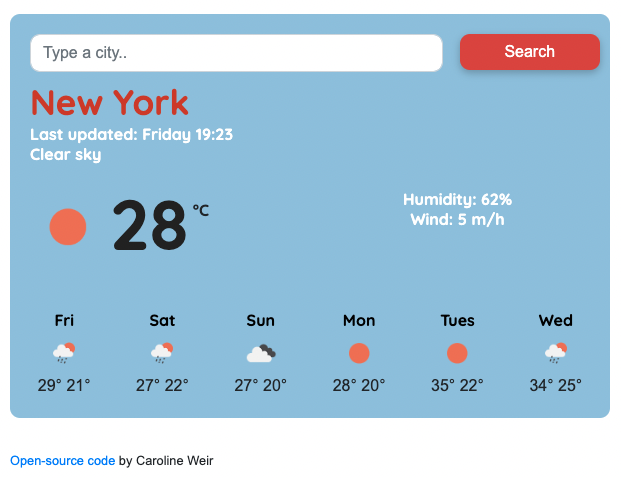 Type a city.. Search
New York
Last updated: Friday 19:23
Clear sky
28 °C
Humidity: 62%
Wind: 5 m/h
Fri Sat Sun Mon Tues Wed
29° 21° 27° 22° 27° 20° 28° 20° 35° 22° 34° 25°
Open-source code by Caroline Weir